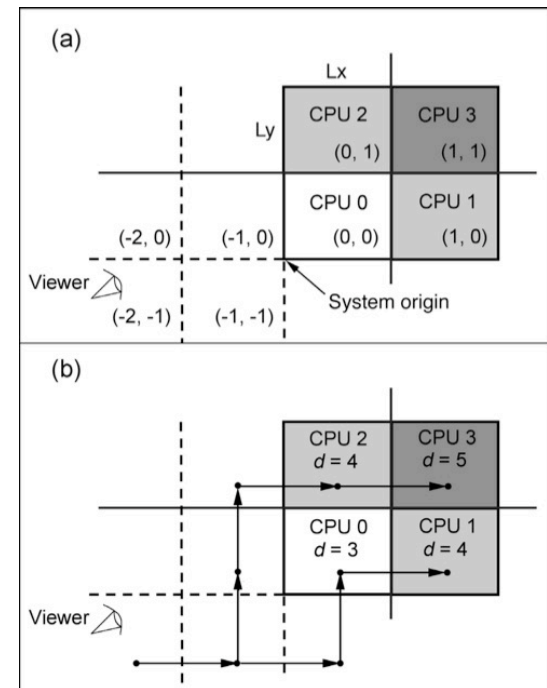 (a)
Lx
Ly
CPU 2
(0, 1)
CPU 3
(1, 1)
CPU 0
(0, 0)
CPU 1
(1, 0)
(-2, 0)
(-1, 0)
Viewer
System origin
(-2, -1)
(-1, -1)
(b)
CPU 2
d = 4
CPU 3
d = 5
CPU 0
d = 3
CPU 1
d = 4
Viewer